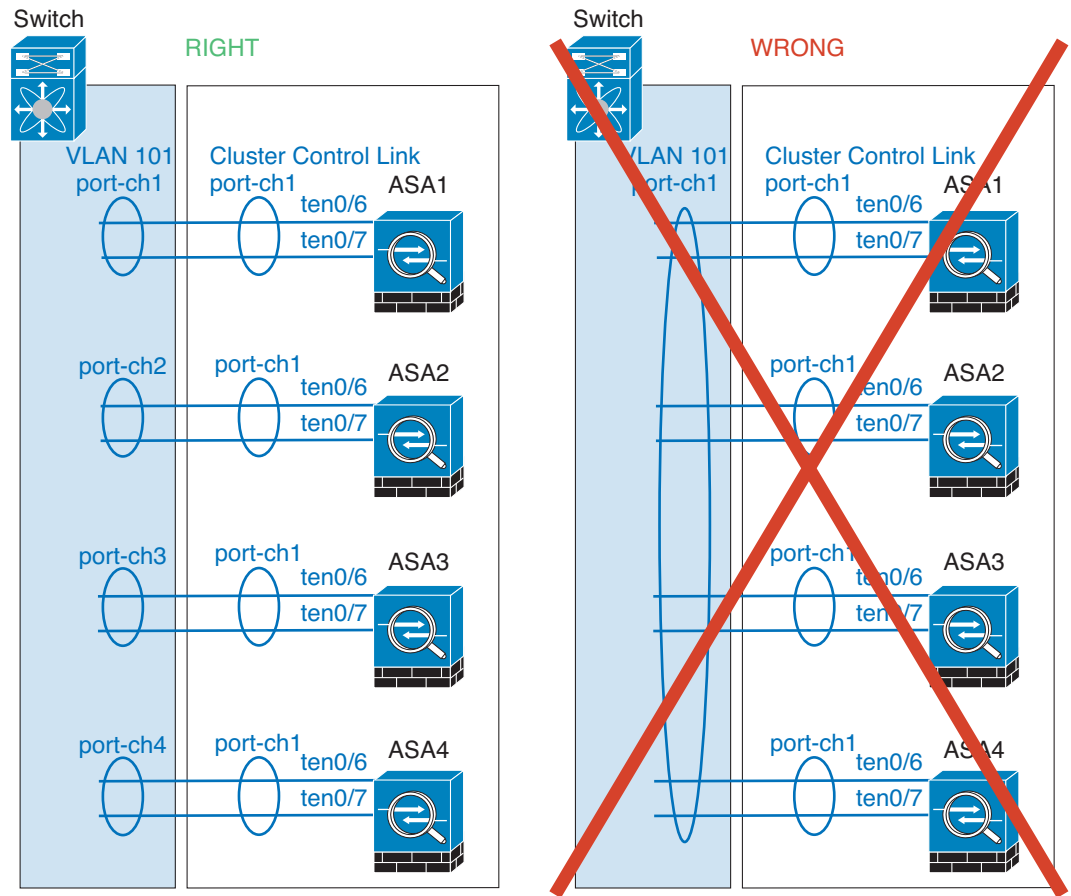 Switch
RIGHT
VLAN 101
port-ch1
Cluster Control Link
port-ch1
ASA1
ten0/6
ten0/7
port-ch2
port-ch1
ASA2
ten0/6
ten0/7
port-ch3
port-ch1
ASA3
ten0/6
ten0/7
port-ch4
port-ch1
ASA4
ten0/6
ten0/7
Switch
WRONG
VLAN 101
port-ch1
Cluster Control Link
port-ch1
ASA1
ten0/6
ten0/7
port-ch1
ASA2
ten0/6
ten0/7
port-ch1
ASA3
ten0/6
ten0/7
port-ch1
ASA4
ten0/6
ten0/7